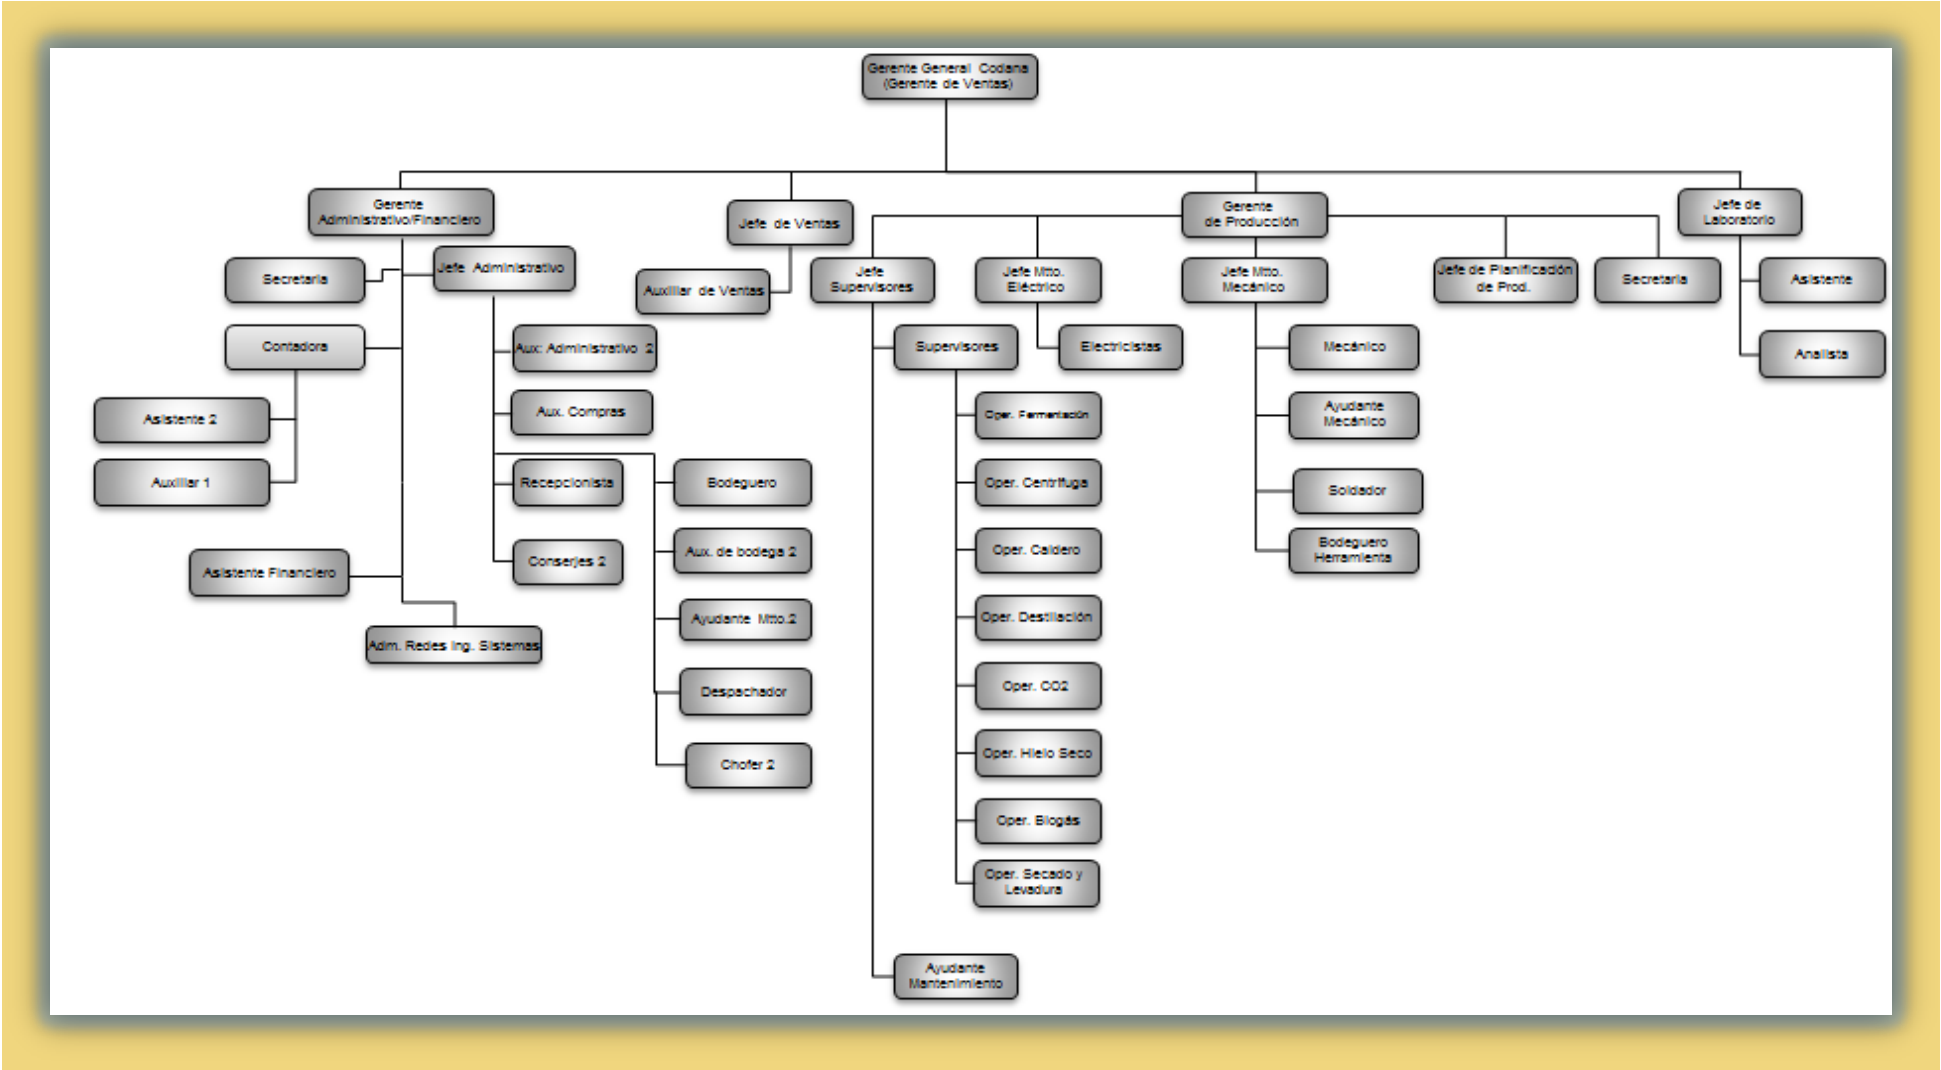 Gerente General Codana
(Gerente de Ventas)
Gerente
Administrativo/Financiero
Jefe de Ventas
Gerente
de Producción
Jefe de
Laboratorio
Secretaria
Jefe Administrativo
Auxiliar de Ventas
Jefe
Supervisores
Jefe Mtto.
Eléctrico
Jefe Mtto.
Mecánico
Jefe de Planificación
de Prod.
Secretaria
Asistente
Contadora
Aux: Administrativo 2
Supervisores
Electricistas
Mecánico
Analista
Asistente 2
Aux. Compras
Oper. Fermentación
Ayudante
Mecánico
Auxiliar 1
Recepcionista
Bodeguero
Oper. Centrífuga
Soldador
Asistente Financiero
Conserjes 2
Aux. de bodega 2
Oper. Caldero
Bodeguero
Herramienta
Adm. Redes Ing. Sistemas
Ayudante Mtto.2
Oper. Destilación
Despachador
Oper. CO2
Chofer 2
Oper. Hielo Seco
Oper. Biogás
Oper. Secado y
Levadura
Ayudante
Mantenimiento